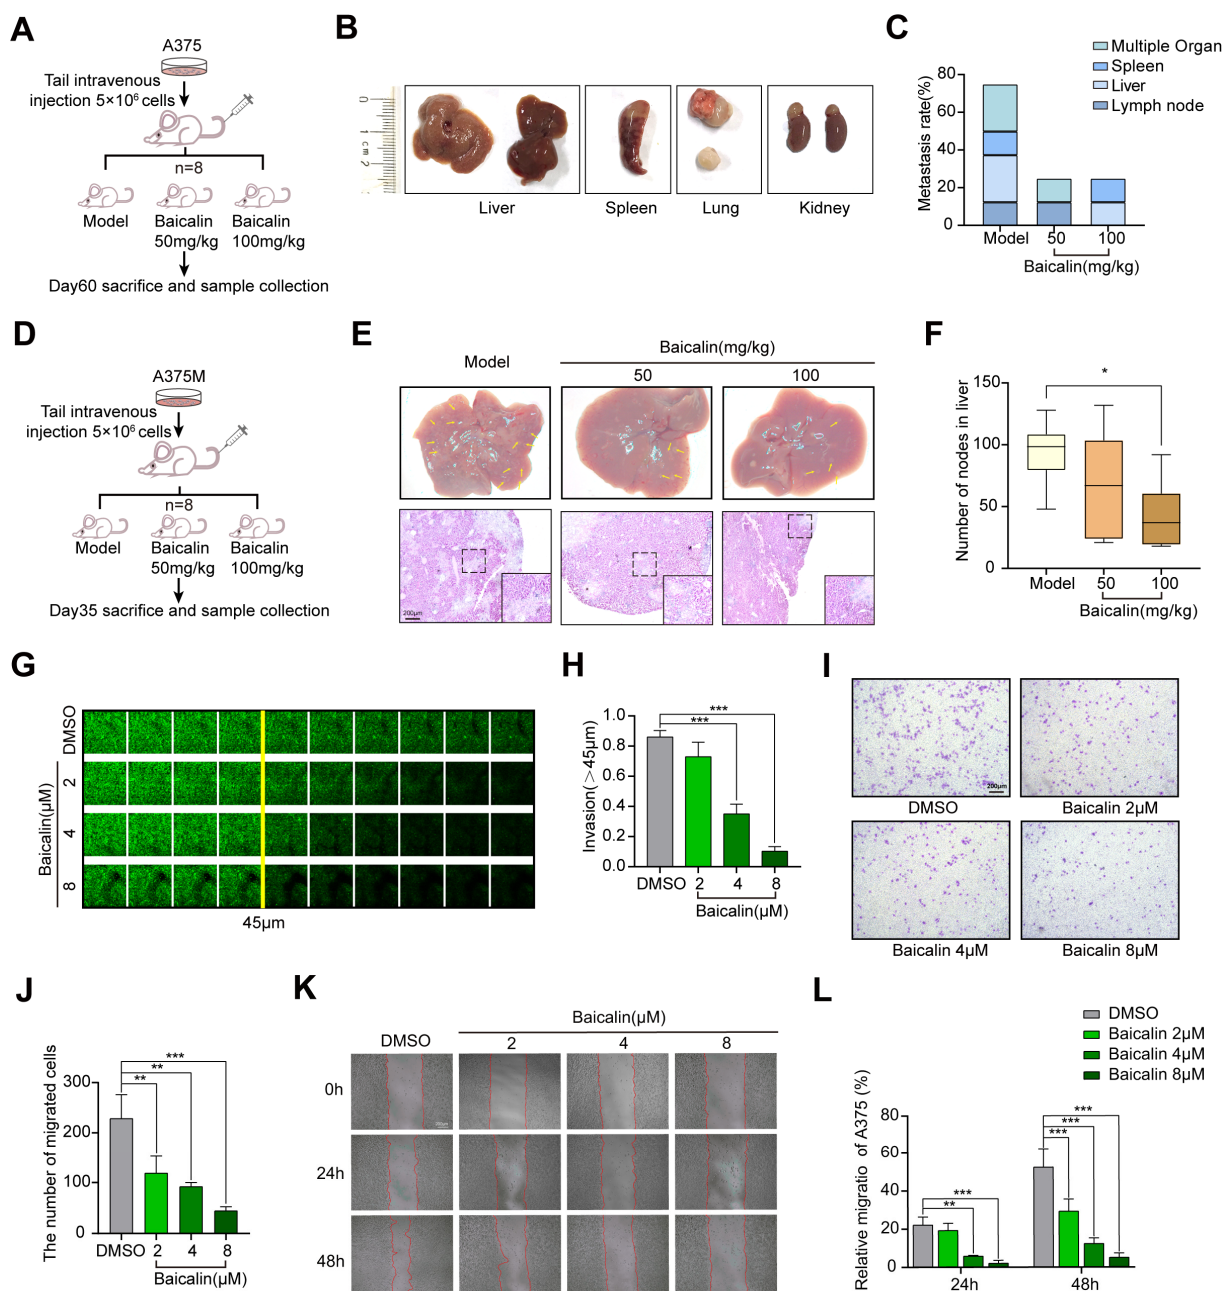 A
A375
Tail intravenous
injection 5×10⁶ cells
n=8
Model
Baicalin
50mg/kg
Baicalin
100mg/kg
Day60 sacrifice and sample collection
B
0
1
cm
2
Liver
Spleen
Lung
Kidney
C
Multiple Organ
Spleen
Liver
Lymph node
Metastasis rate(%)
80
60
40
20
0
Model
50
100
Baicalin(mg/kg)
D
A375M
Tail intravenous
injection 5×10⁶ cells
n=8
Model
Baicalin
50mg/kg
Baicalin
100mg/kg
Day35 sacrifice and sample collection
E
Baicalin(mg/kg)
Model
50
100
200μm
F
Number of nodes in liver
150
100
50
0
*
Model
50
100
Baicalin(mg/kg)
G
DMSO
Baicalin(μM)
2
4
8
45μm
H
Invasion(>45μm)
1.0
0.8
0.6
0.4
0.2
0.0
***
***
DMSO
2
4
8
Baicalin(μM)
I
200μm
DMSO
Baicalin 2μM
Baicalin 4μM
Baicalin 8μM
J
The number of migrated cells
300
200
100
0
***
**
**
DMSO
2
4
8
Baicalin(μM)
K
Baicalin(μM)
DMSO
2
4
8
0h
200μm
24h
48h
L
DMSO
Baicalin 2μM
Baicalin 4μM
Baicalin 8μM
Relative migratio of A375 (%)
80
60
40
20
0
***
**
***
***
***
24h
48h